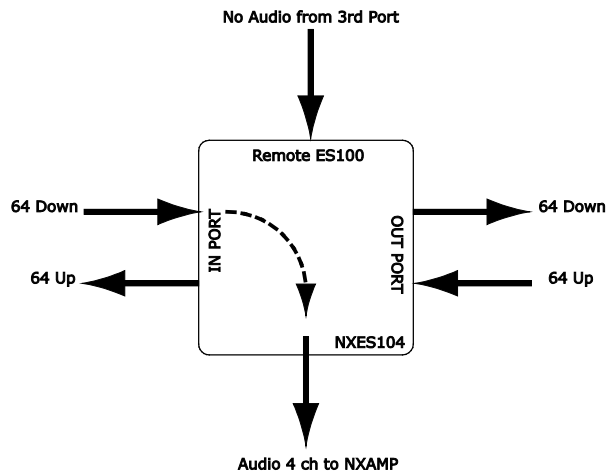 No Audio from 3rd Port
Remote ES100
64 Down
IN PORT
OUT PORT
64 Down
64 Up
64 Up
NXES104
Audio 4 ch to NXAMP